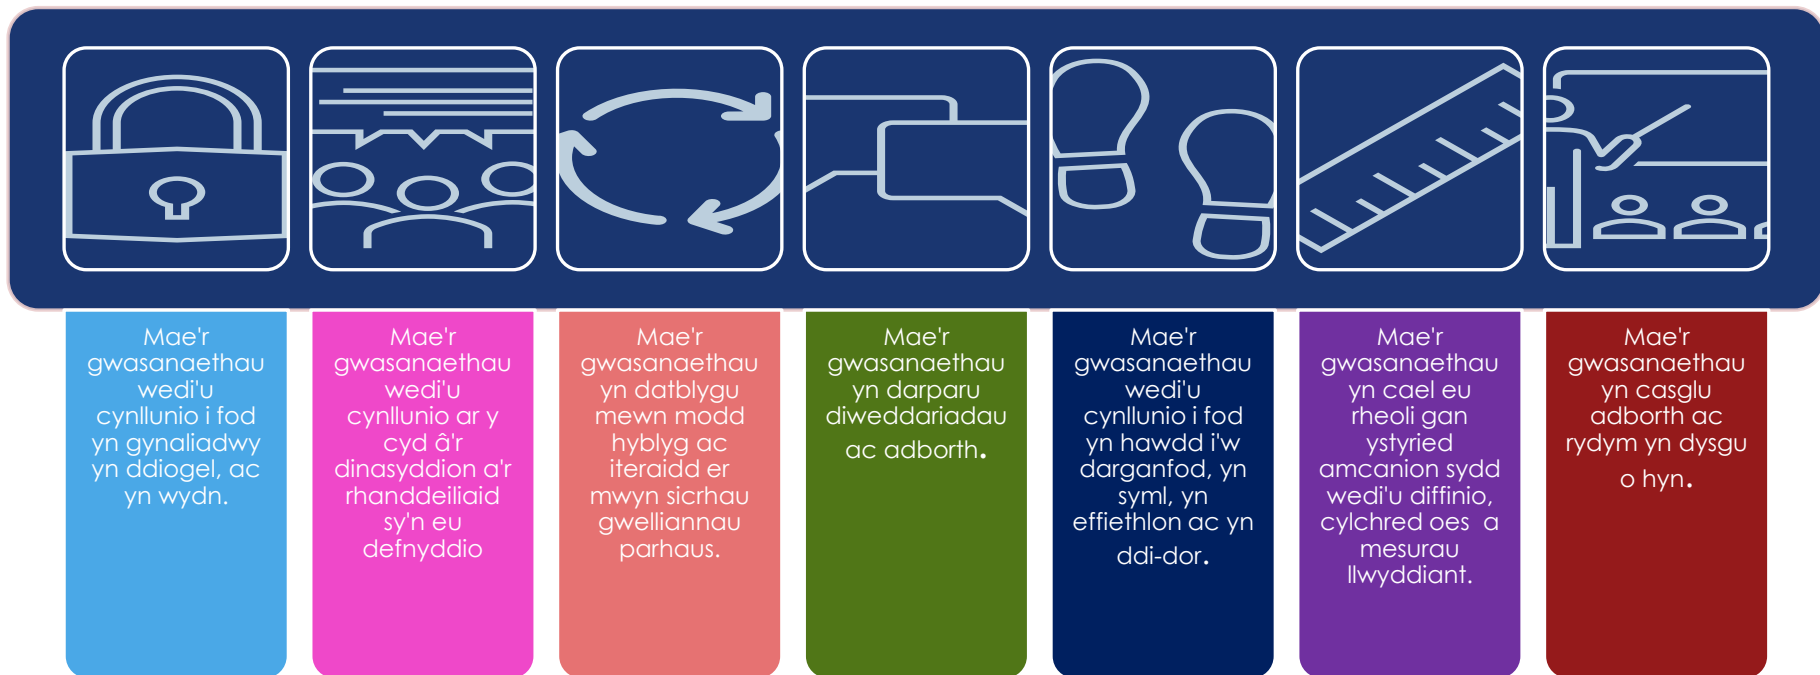 Mae'r
gwasanaethau
wedi'u
cynllunio i fod
yn gynaliadwy
yn ddiogel, ac
yn wydn.
Mae'r
gwasanaethau
wedi'u
cynllunio ar y
cyd â'r
dinasyddion a'r
rhanddeiliaid
sy'n eu
defnyddio
Mae'r
gwasanaethau
yn datblygu
mewn modd
hyblyg ac
iteraidd er
mwyn sicrhau
gwelliannau
parhaus.
Mae'r
gwasanaethau
yn darparu
diweddariadau
ac adborth.
Mae'r
gwasanaethau
wedi'u
cynllunio i fod
yn hawdd i'w
darganfod, yn
syml, yn
effiethlon ac yn
ddi-dor.
Mae'r
gwasanaethau
yn cael eu
rheoli gan
ystyried
amcanion sydd
wedi'u diffinio,
cylchred oes a
mesurau
llwyddiant.
Mae'r
gwasanaethau
yn casglu
adborth ac
rydym yn dysgu
o hyn.